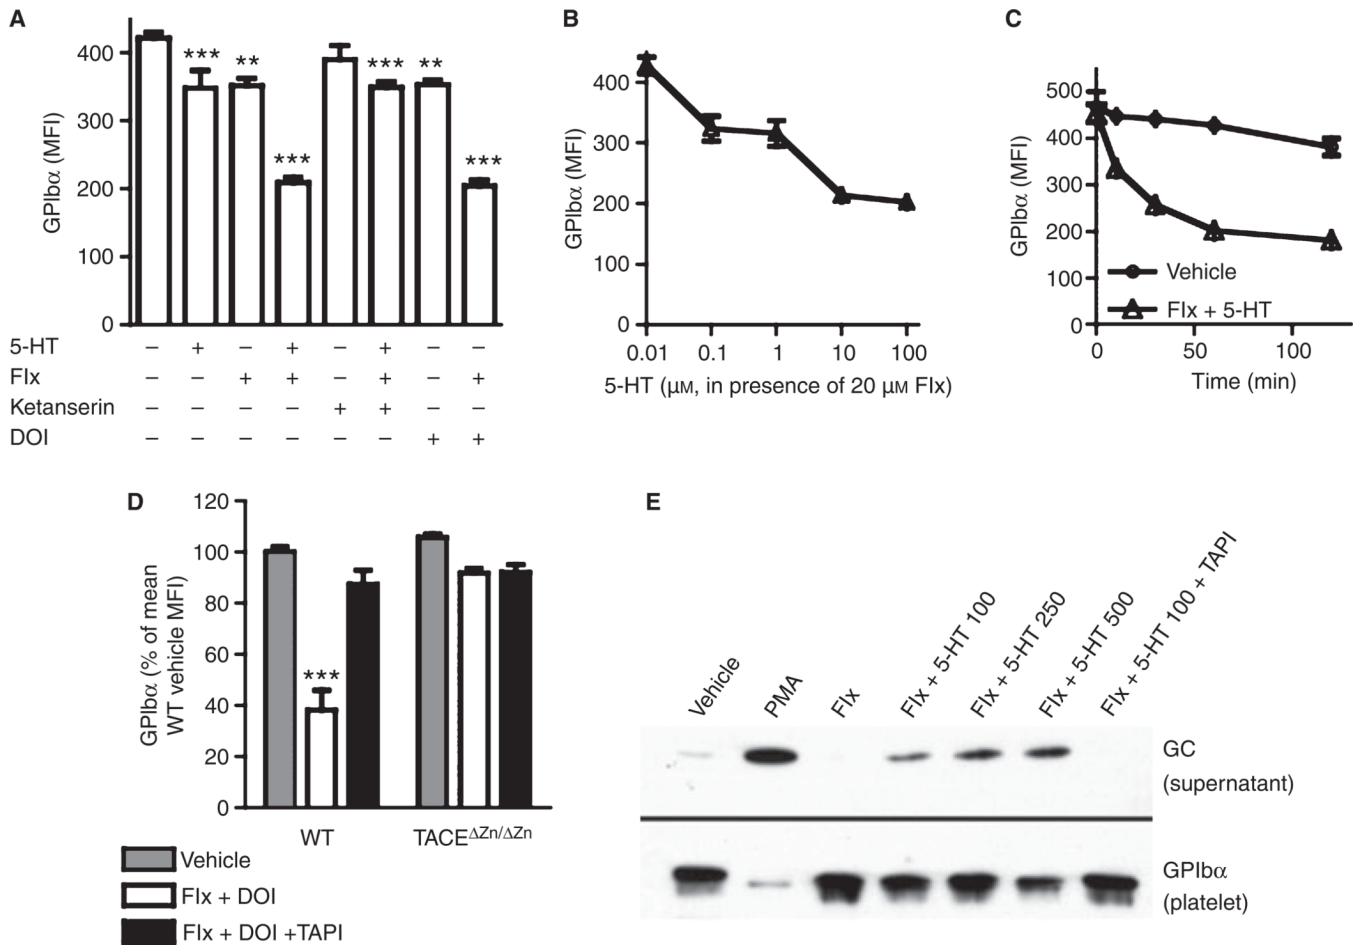 A
GPIbα (MFI)
400
300
200
100
0
***
**
***
***
**
***
5-HT − + − + − + − −
Flx − − + + − + − +
Ketanserin − − − − + + − −
DOI − − − − − − + +
B
GPIbα (MFI)
400
300
200
100
0
0.01 0.1 1 10 100
5-HT (μM, in presence of 20 μM Flx)
C
GPIbα (MFI)
500
400
300
200
100
0
Vehicle
Flx + 5-HT
0 50 100
Time (min)
D
GPIbα (% of mean
WT vehicle MFI)
120
100
80
60
40
20
0
***
WT TACEΔZn/ΔZn
Vehicle
Flx + DOI
Flx + DOI +TAPI
E
Vehicle
PMA
Flx
Flx + 5-HT 100
Flx + 5-HT 250
Flx + 5-HT 500
Flx + 5-HT 100 + TAPI
GC
(supernatant)
GPIbα
(platelet)